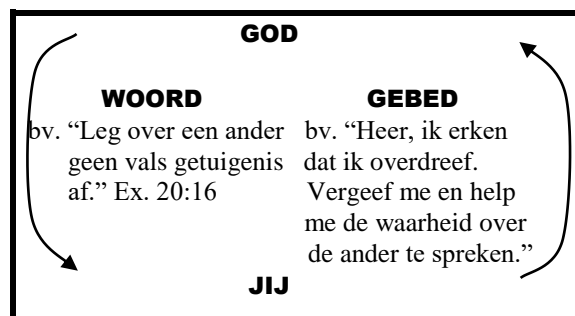 GOD
WOORD
bv. “Leg over een ander
geen vals getuigenis
af.” Ex. 20:16
GEBED
bv. “Heer, ik erken
dat ik overdreef.
Vergeef me en help
me de waarheid over
de ander te spreken.”
JIJ